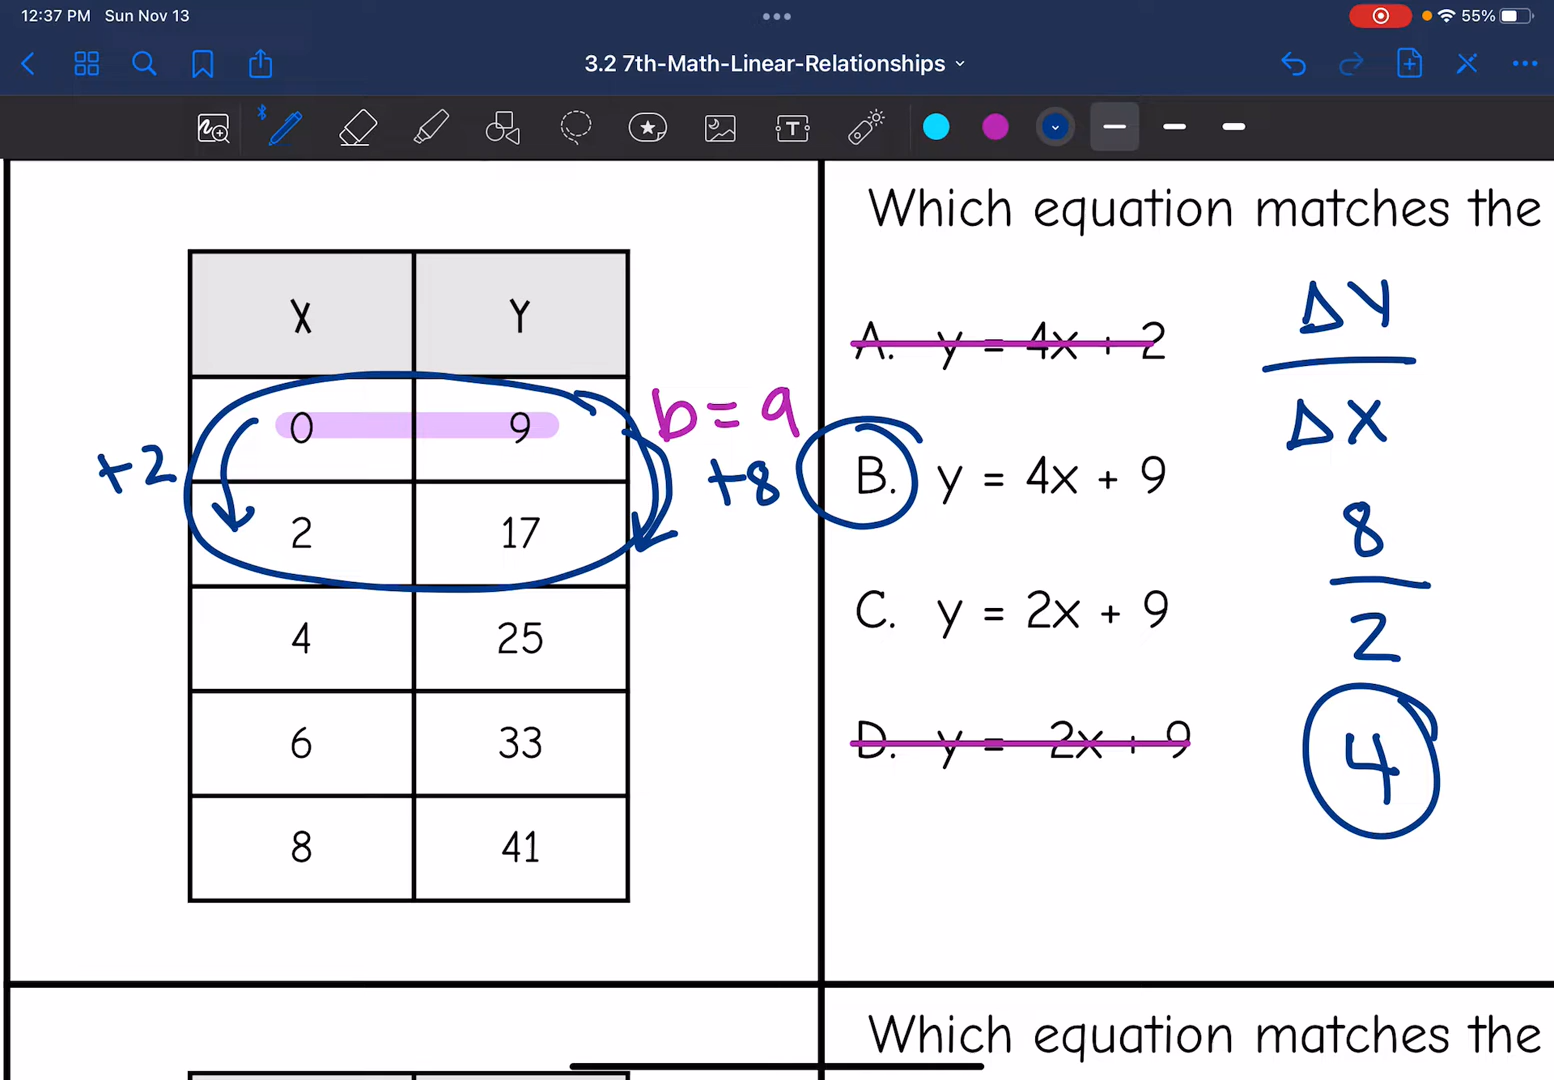 12:37 PM Sun Nov 13
55%
3.2 7th-Math-Linear-Relationships
T
X Y
0 9
2 17
4 25
6 33
8 41
+2
b = 9
+8
Which equation matches the
A. y = 4x + 2
B. y = 4x + 9
C. y = 2x + 9
D. y = 2x + 9
ΔY
ΔX
8
2
4
Which equation matches the